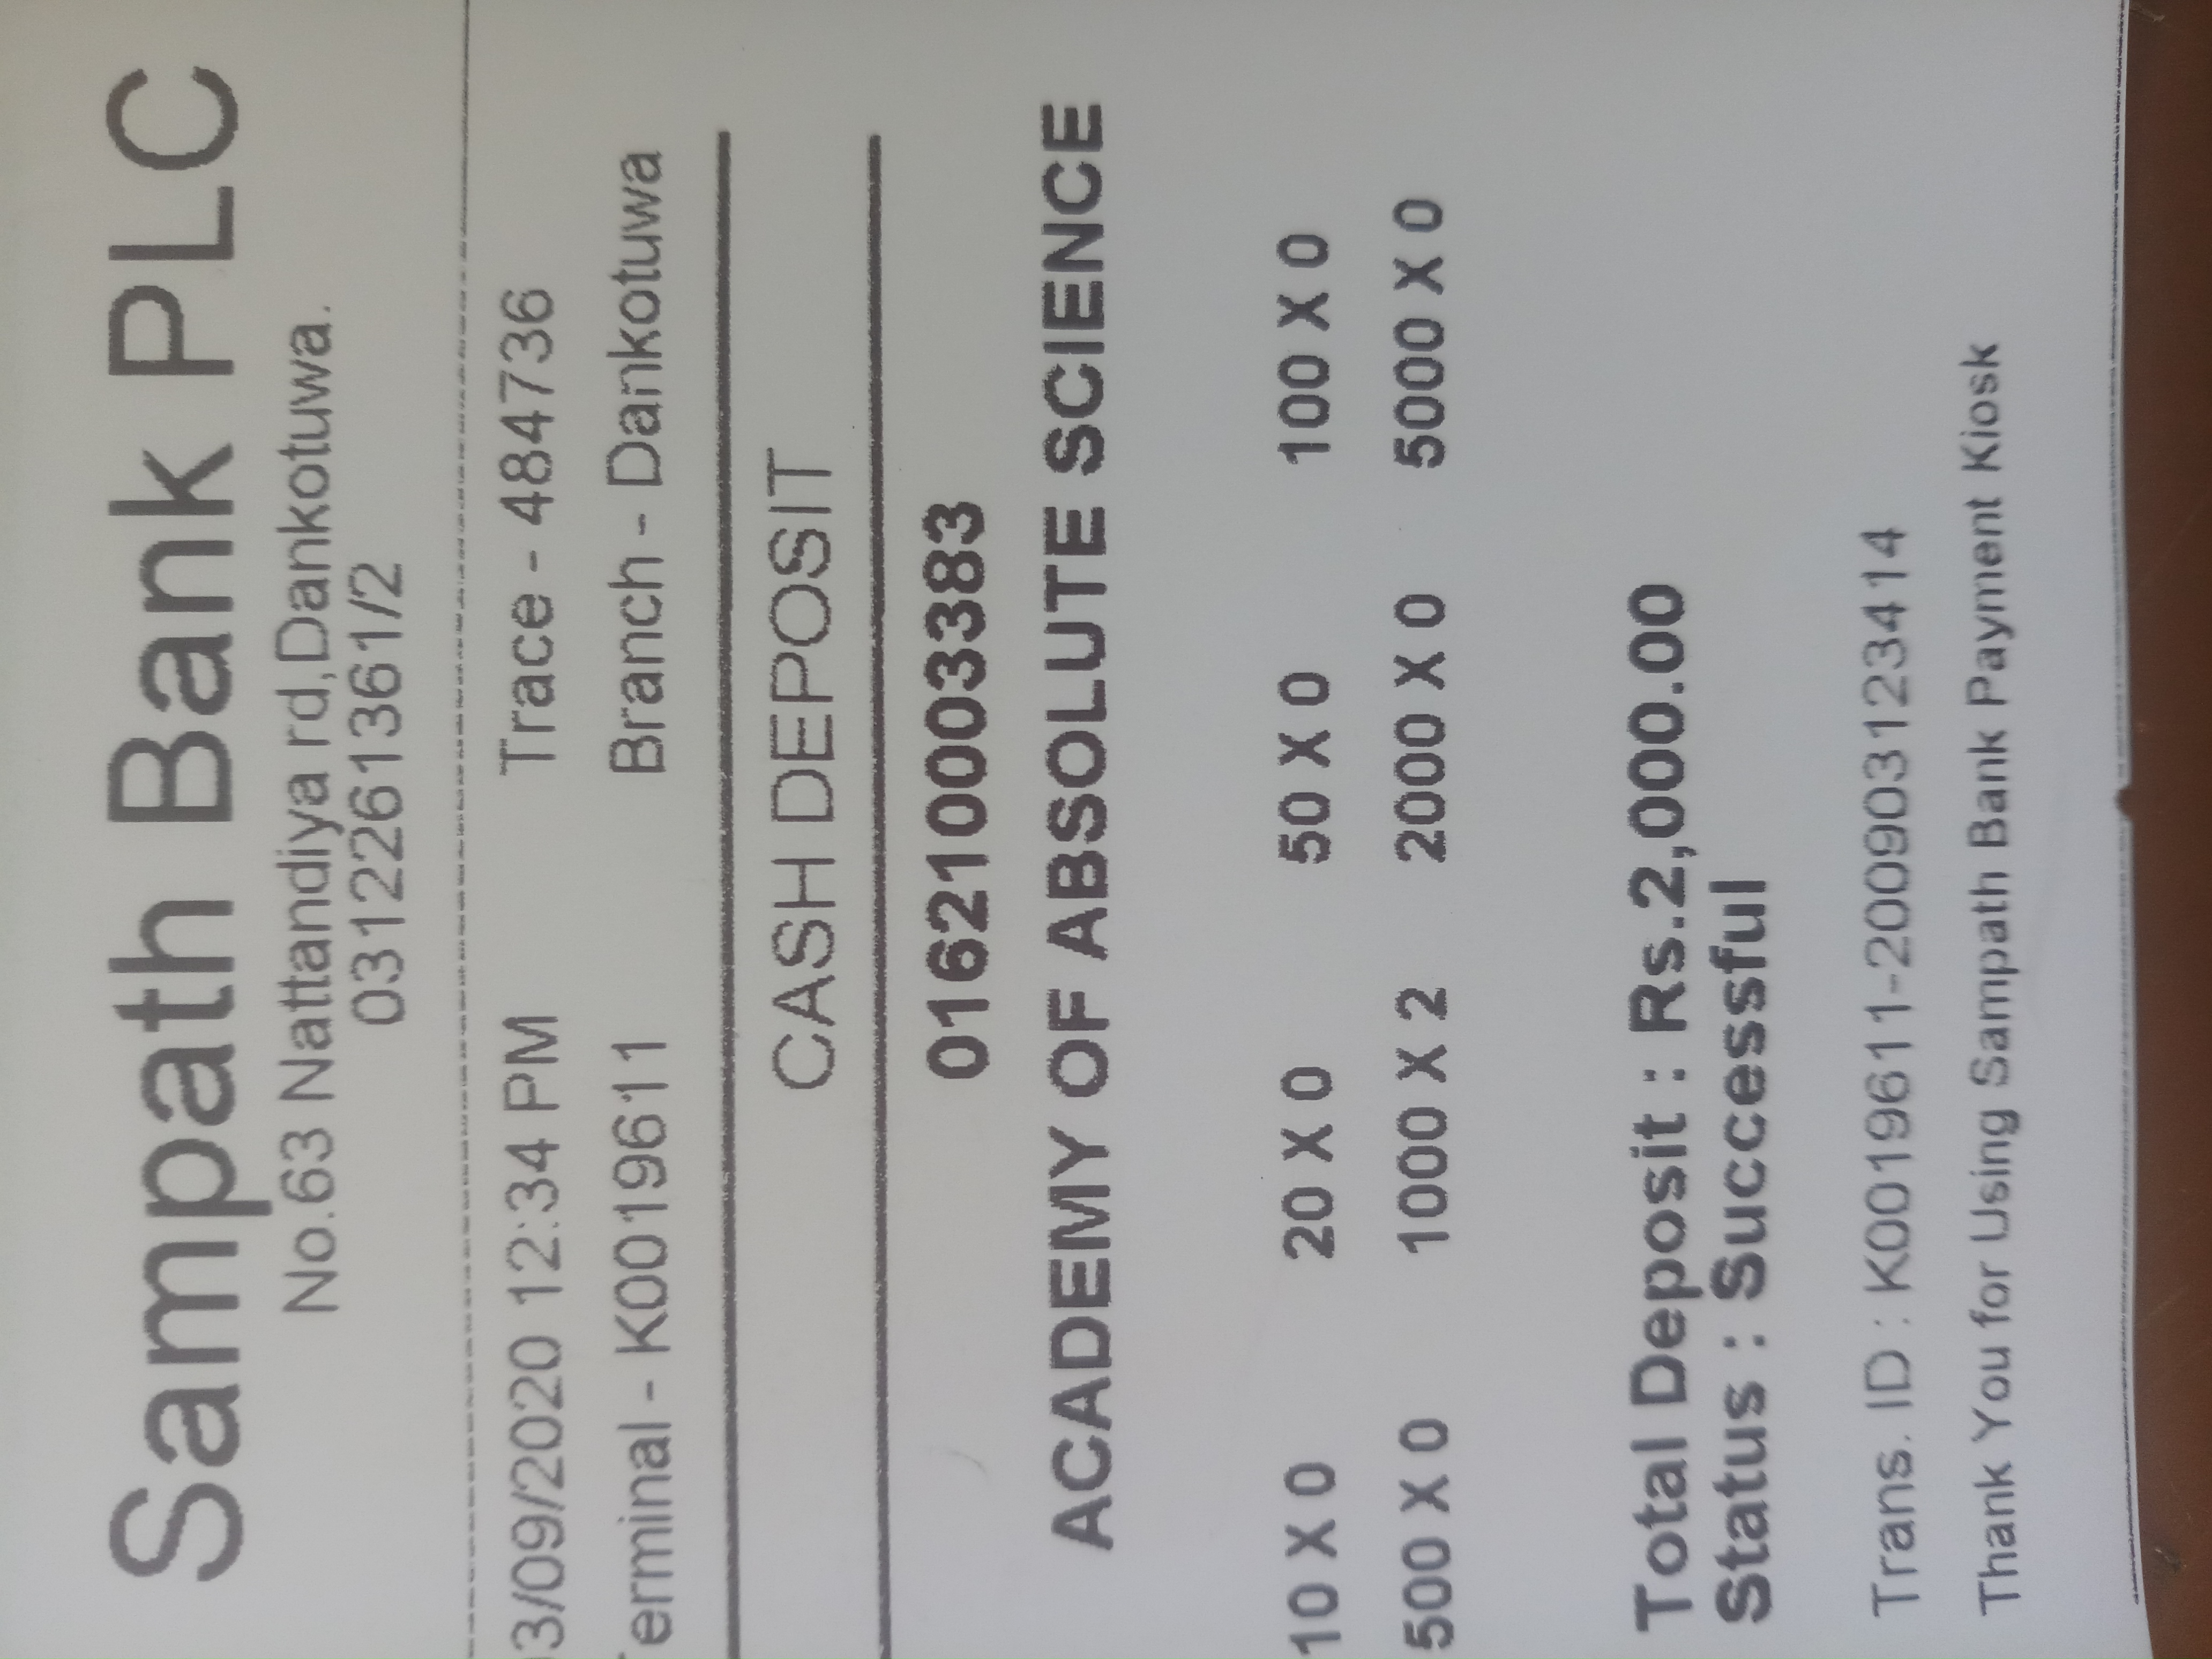 Sampath Bank PLC
No.63 Nattandiya rd,Dankotuwa.
0312261361/2
3/09/2020 12:34 PM Trace - 484736
erminal - K0019611 Branch - Dankotuwa
CASH DEPOSIT
016210003383
ACADEMY OF ABSOLUTE SCIENCE
10 X 0 20 X 0 50 X 0 100 X 0
500 X 0 1000 X 2 2000 X 0 5000 X 0
Total Deposit : Rs.2,000.00
Status : Successful
Trans. ID : K0019611-200903123414
Thank You for Using Sampath Bank Payment Kiosk